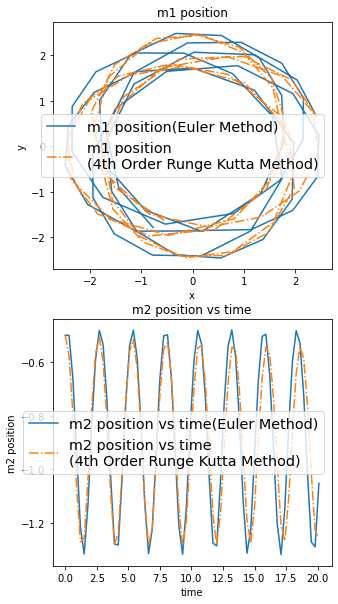 m1 position
2
1
0
−1
−2
y
m1 position(Euler Method)
m1 position
(4th Order Runge Kutta Method)
−2
−1
0
1
2
x
m2 position vs time
−0.6
−0.8
−1.0
−1.2
m2 position
m2 position vs time(Euler Method)
m2 position vs time
(4th Order Runge Kutta Method)
0.0 2.5 5.0 7.5 10.0 12.5 15.0 17.5 20.0
time